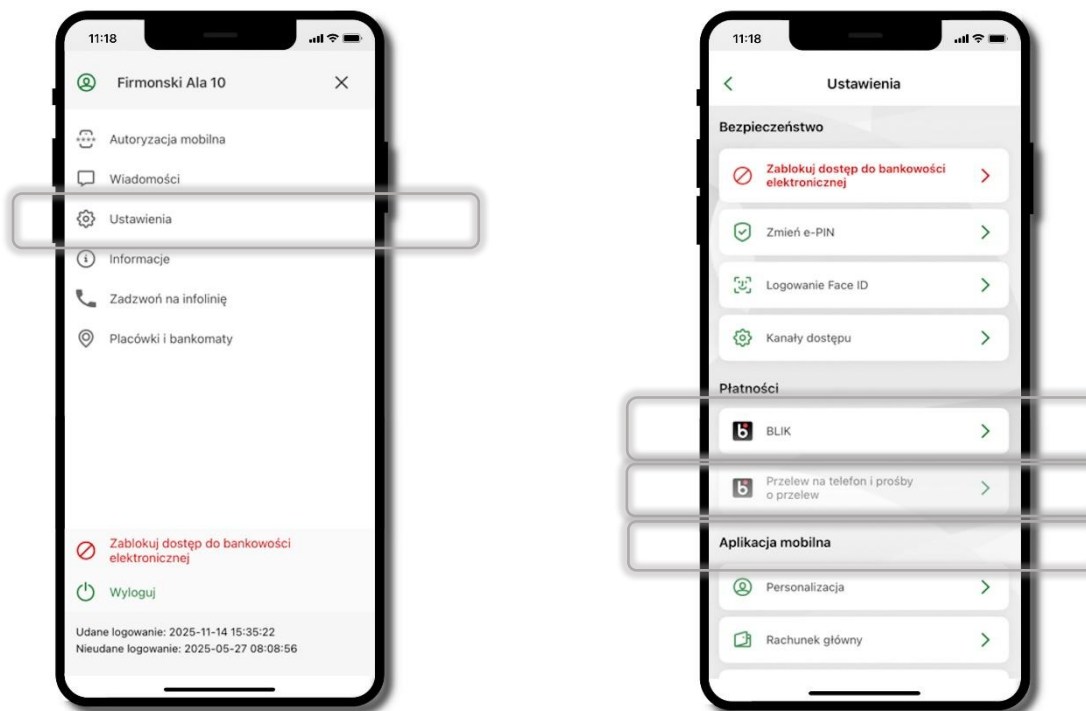 11:18
Firmonski Ala 10
Autoryzacja mobilna
Wiadomości
Ustawienia
Informacje
Zadzwoń na infolinię
Placówki i bankomaty
Zablokuj dostęp do bankowości
elektronicznej
Wyloguj
Udane logowanie: 2025-11-14 15:35:22
Nieudane logowanie: 2025-05-27 08:08:56
11:18
Ustawienia
Bezpieczeństwo
Zablokuj dostęp do bankowości
elektronicznej
Zmień e-PIN
Logowanie Face ID
Kanały dostępu
Płatności
BLIK
Przelew na telefon i prośby
o przelew
Aplikacja mobilna
Personalizacja
Rachunek główny